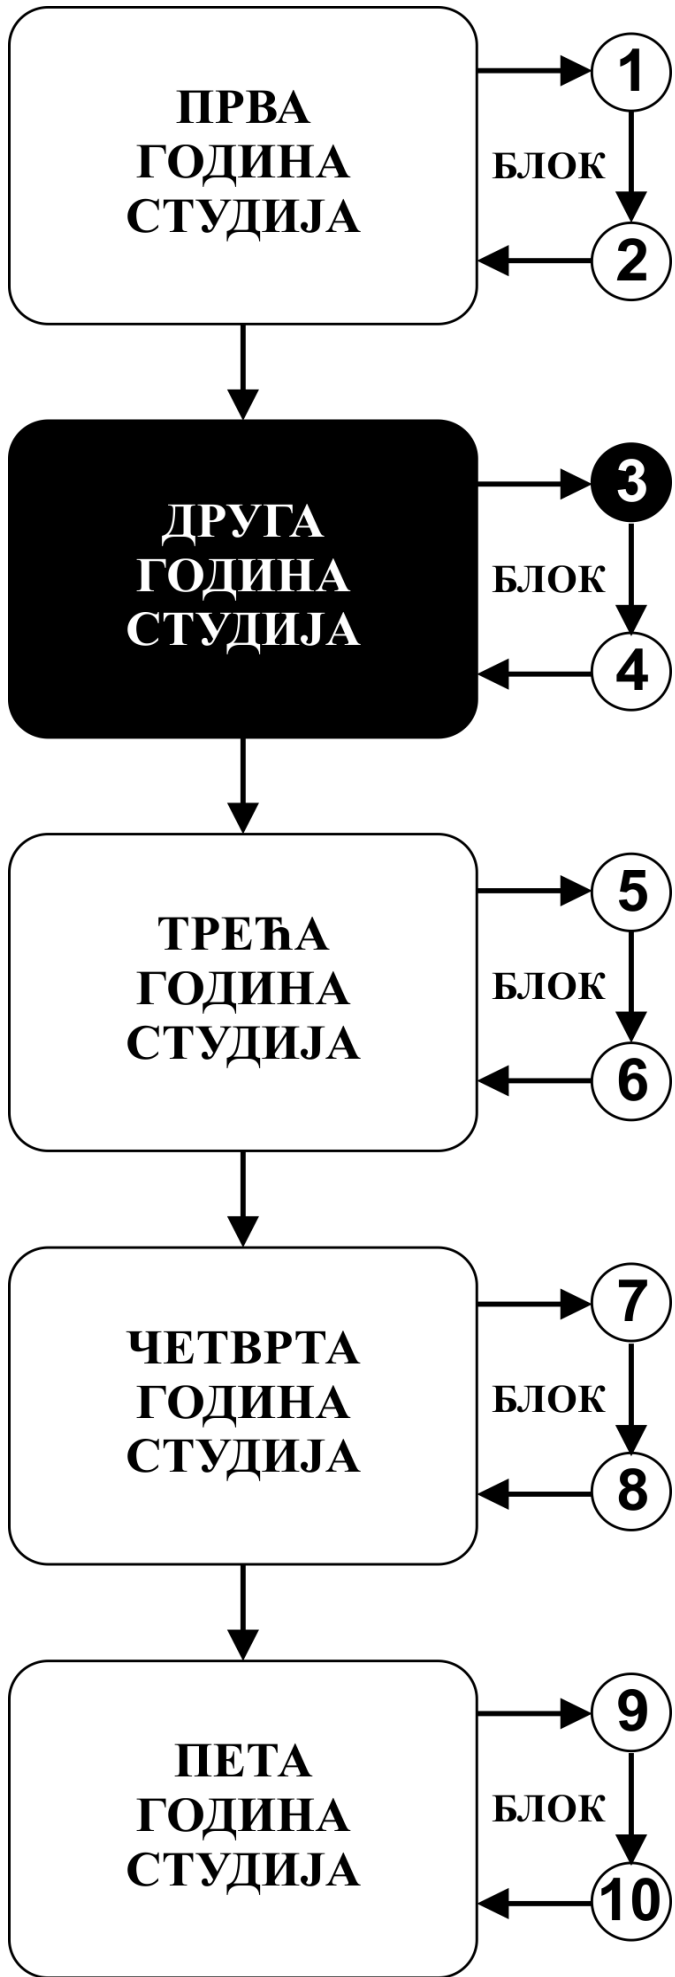 ПРВА
ГОДИНА
СТУДИЈА
1
БЛОК
2
ДРУГА
ГОДИНА
СТУДИЈА
3
БЛОК
4
ТРЕЋА
ГОДИНА
СТУДИЈА
5
БЛОК
6
ЧЕТВРТА
ГОДИНА
СТУДИЈА
7
БЛОК
8
ПЕТА
ГОДИНА
СТУДИЈА
9
БЛОК
10